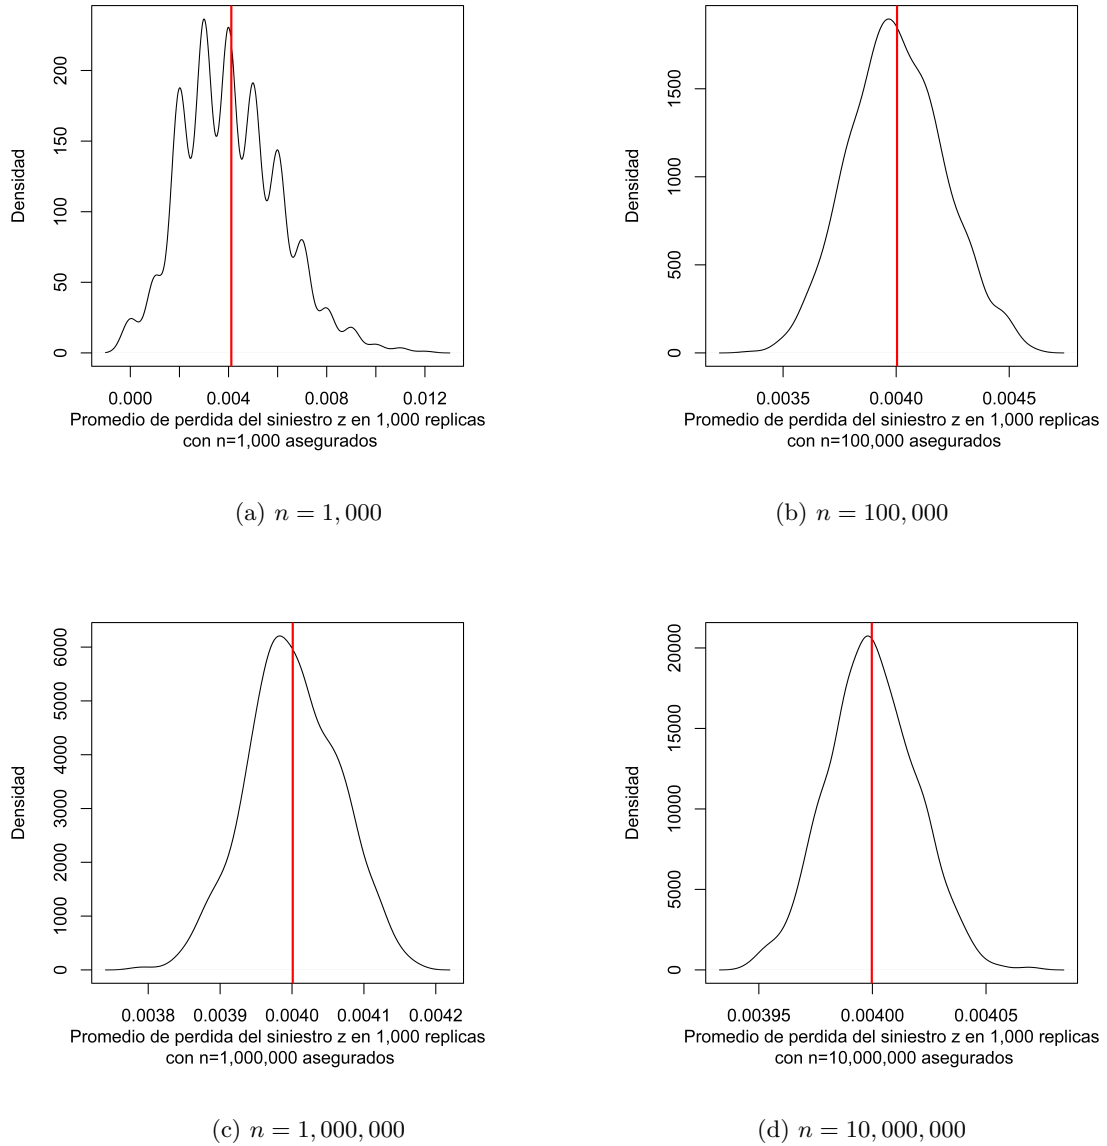 Densidad
200
150
100
50
0
0.000
0.004
0.008
0.012
Promedio de perdida del siniestro z en 1,000 replicas
con n=1,000 asegurados
(a) n = 1,000
Densidad
1500
1000
500
0
0.0035
0.0040
0.0045
Promedio de perdida del siniestro z en 1,000 replicas
con n=100,000 asegurados
(b) n = 100,000
Densidad
6000
5000
4000
3000
2000
1000
0
0.0038
0.0039
0.0040
0.0041
0.0042
Promedio de perdida del siniestro z en 1,000 replicas
con n=1,000,000 asegurados
(c) n = 1,000,000
Densidad
20000
15000
10000
5000
0
0.00395
0.00400
0.00405
Promedio de perdida del siniestro z en 1,000 replicas
con n=10,000,000 asegurados
(d) n = 10,000,000